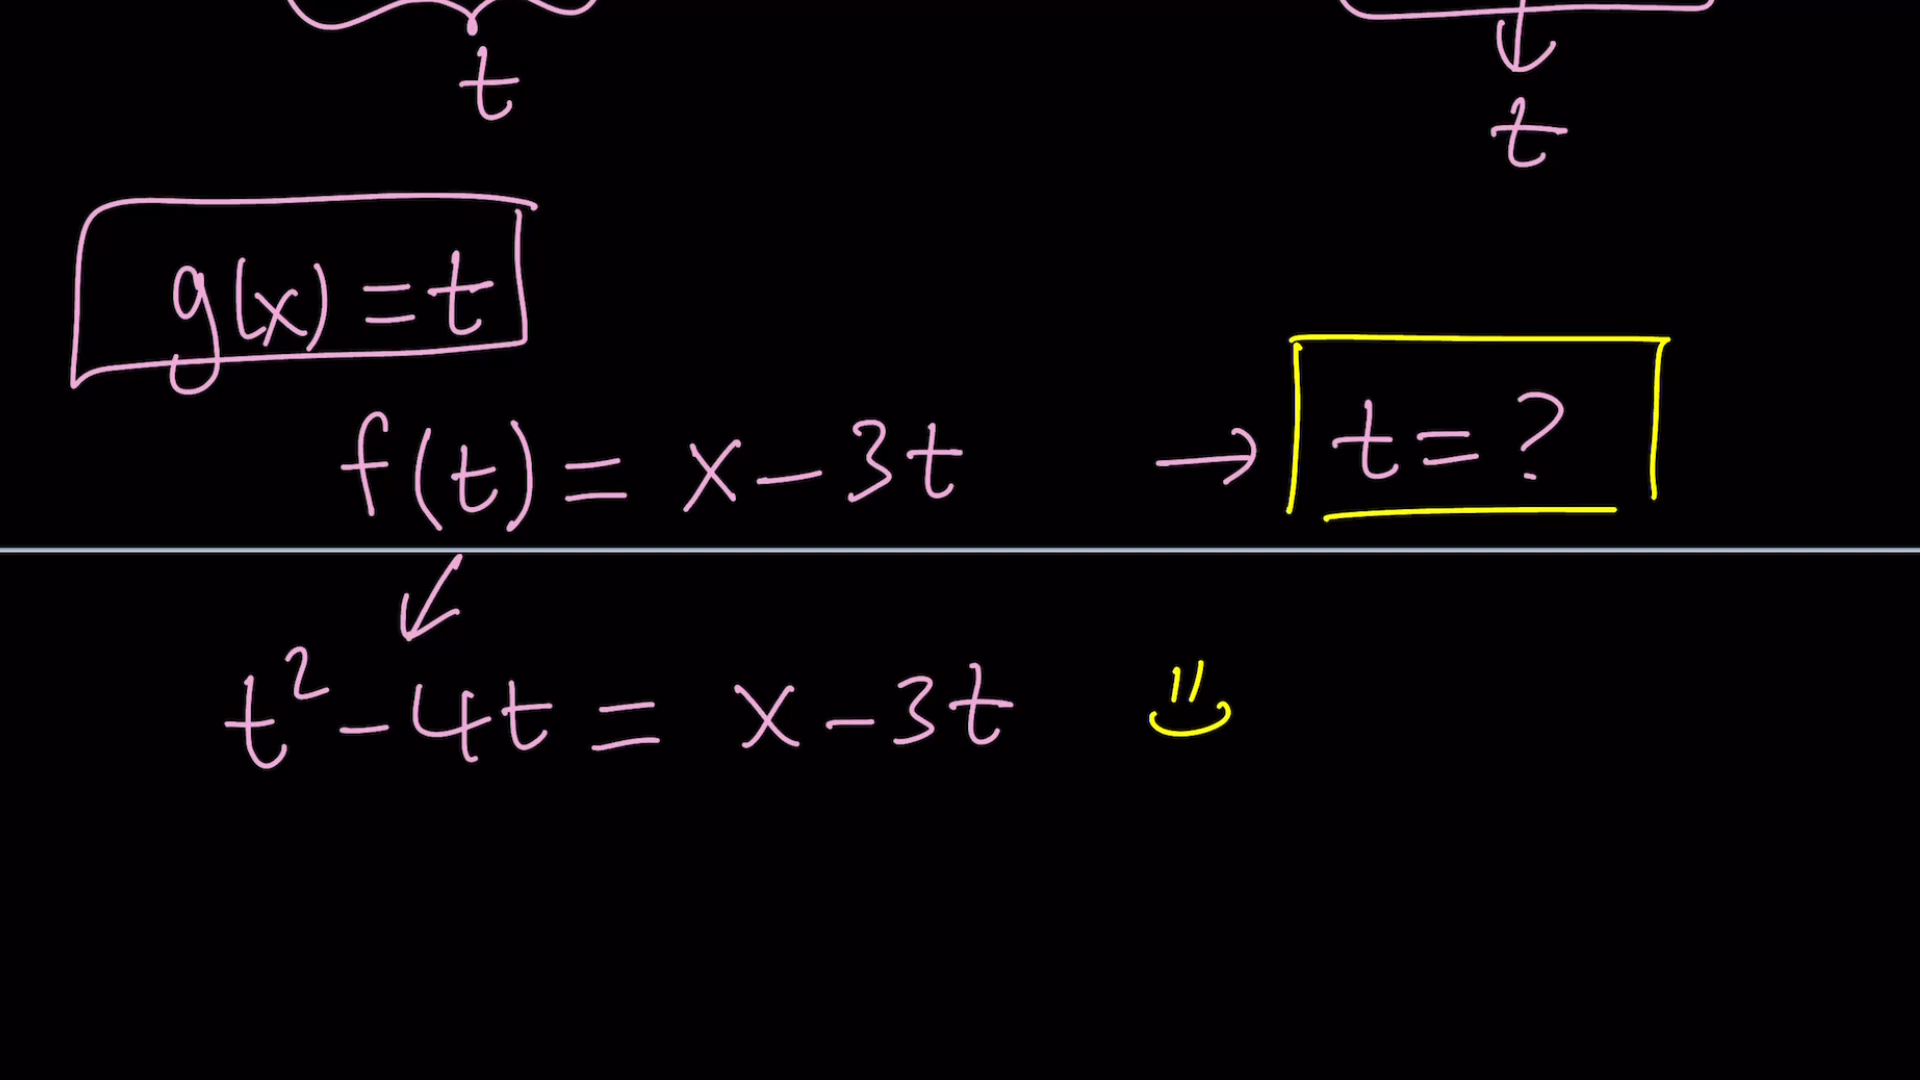 t t
g(x) = t
f(t) = x - 3t → t = ?
t² - 4t = x - 3t